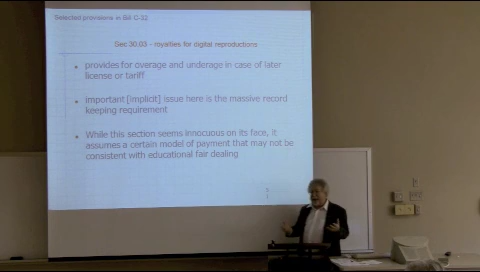 Selected provisions in Bill C-32
Sec 30.03 - royalties for digital reproductions
provides for overage and underage in case of later
license or tariff
important [implicit] issue here is the massive record
keeping requirement
While this section seems innocuous on its face, it
assumes a certain model of payment that may not be
consistent with educational fair dealing